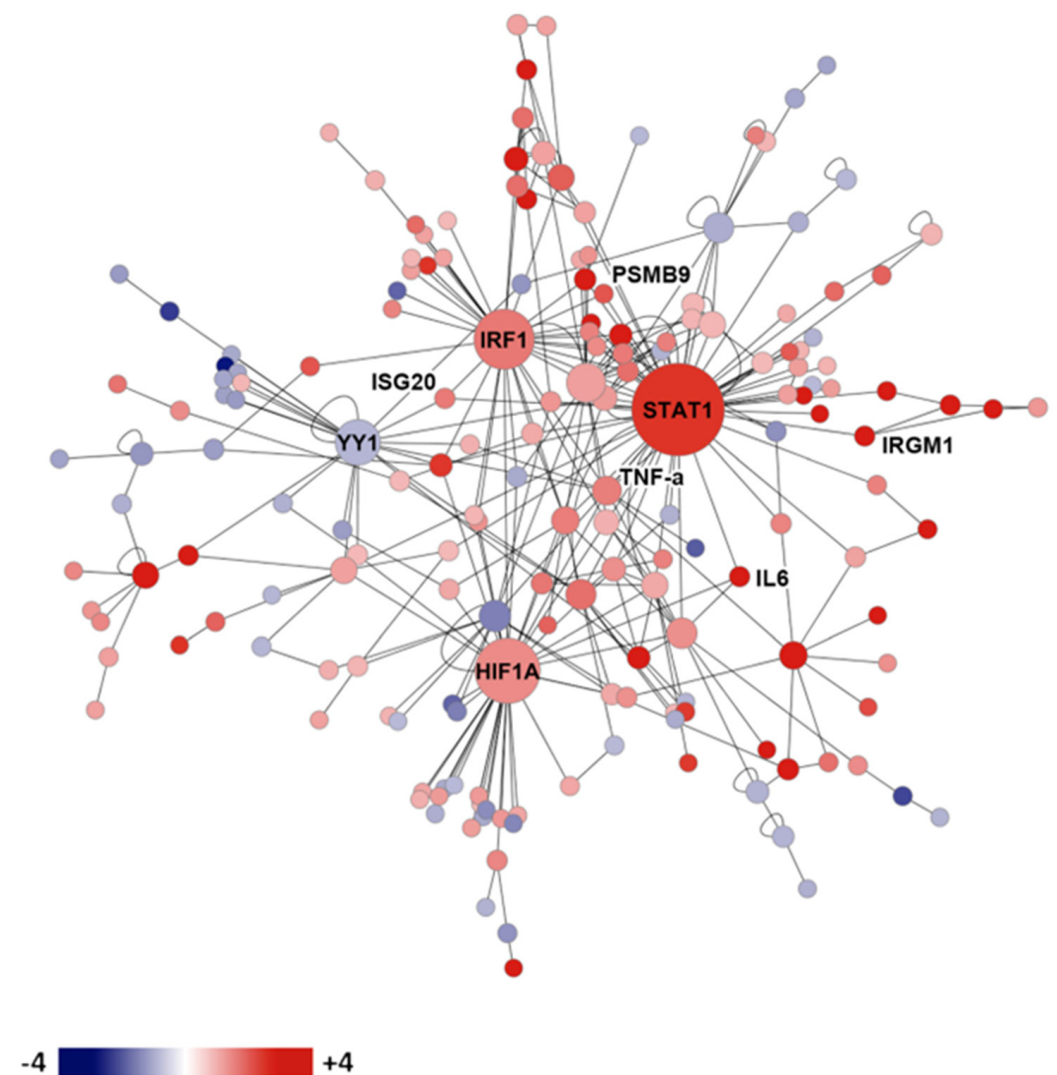 PSMB9
IRF1
ISG20
STAT1
YY1
IRGM1
TNF-a
IL6
HIF1A
-4 +4